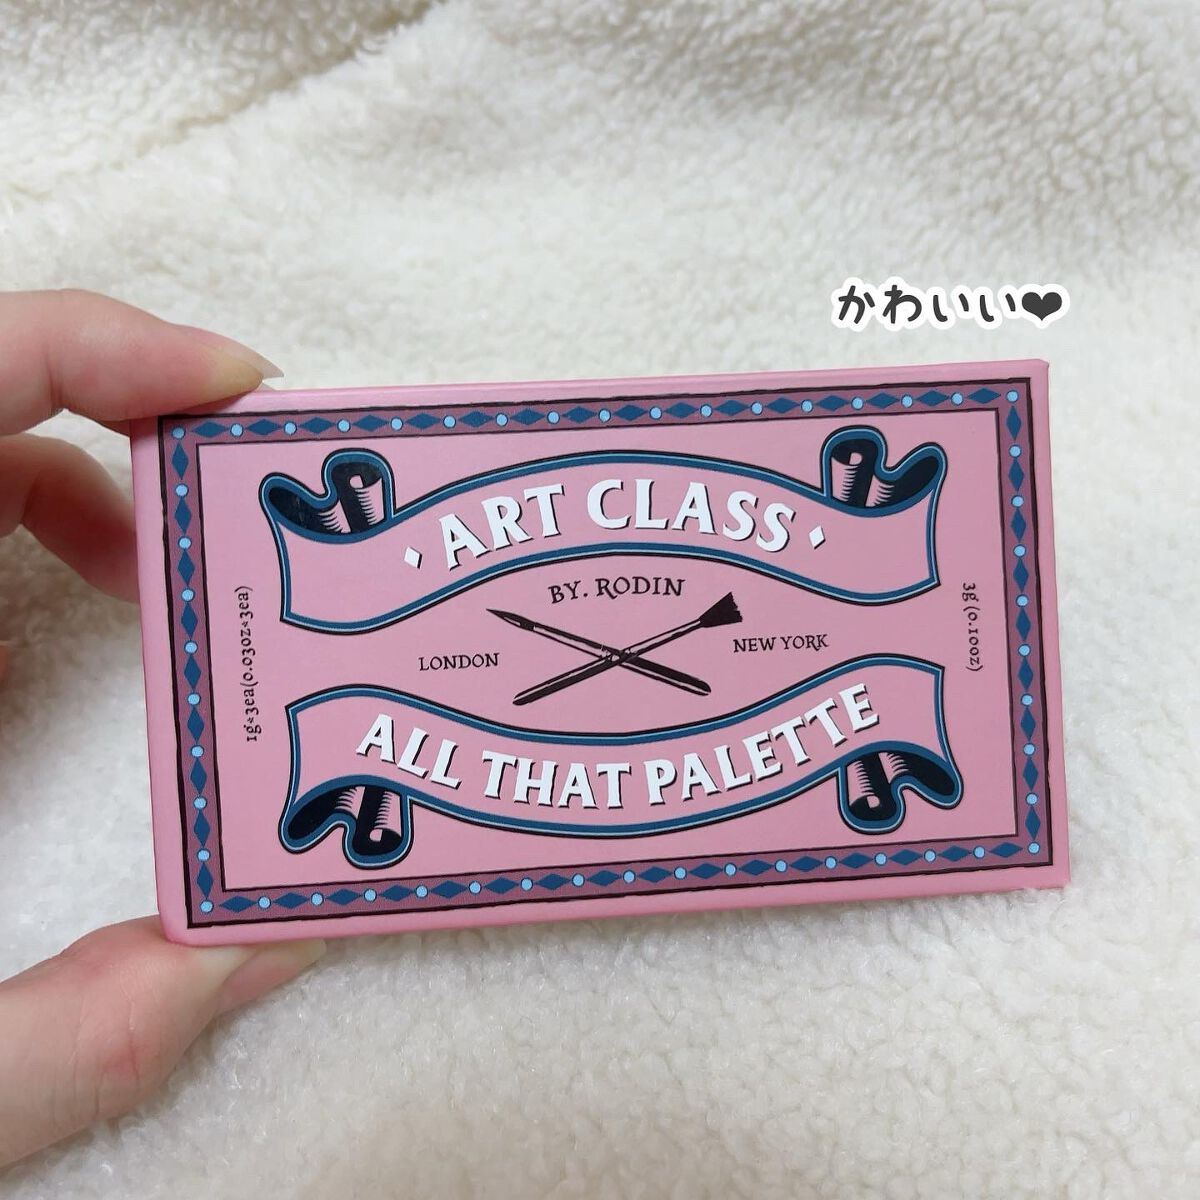 かわいい❤
ART CLASS
BY. RODIN
LONDON
NEW YORK
ALL THAT PALETTE
1g*3ea(0.03oz*3ea)
3g (0.10oz)